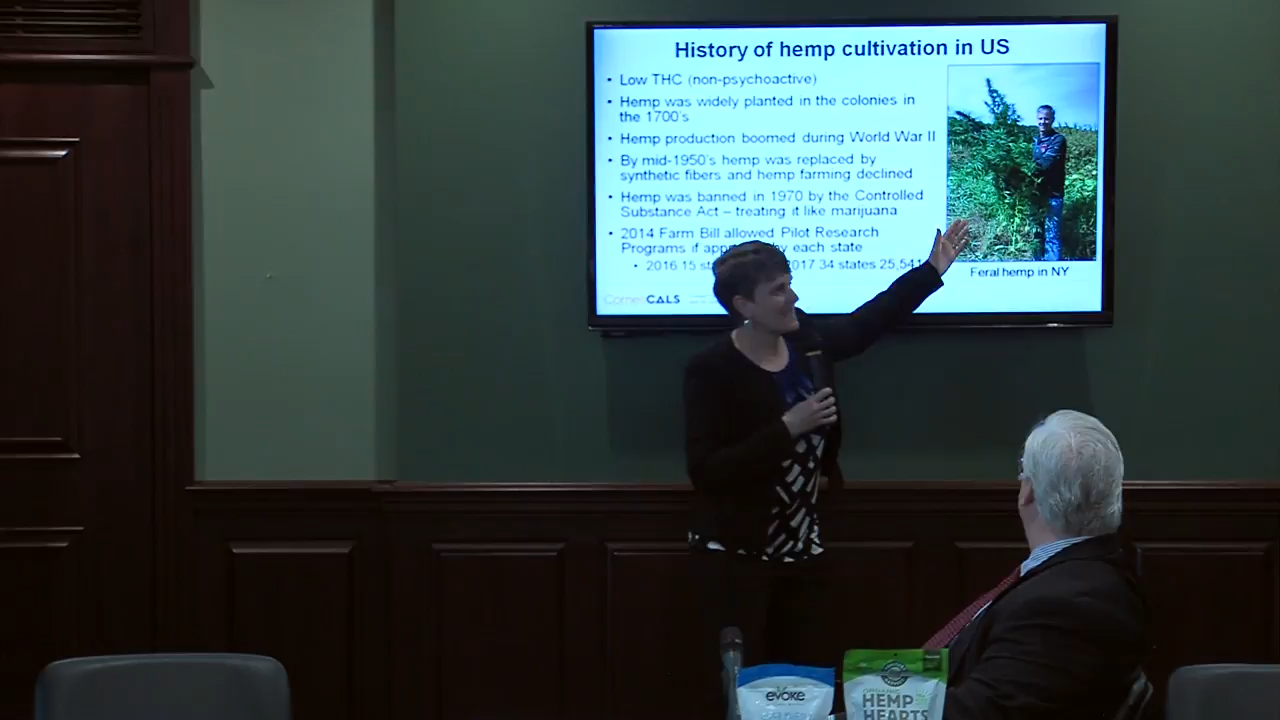 History of hemp cultivation in US
• Low THC (non-psychoactive)
• Hemp was widely planted in the colonies in
the 1700's
• Hemp production boomed during World War II
• By mid-1950's hemp was replaced by
synthetic fibers and hemp farming declined
• Hemp was banned in 1970 by the Controlled
Substance Act – treating it like marijuana
• 2014 Farm Bill allowed Pilot Research
Programs if by each state
• 2016 15 2017 34 states 25,541
Feral hemp in NY
Cornell CALS
evoke
ORGANIC
HEMP
HEARTS